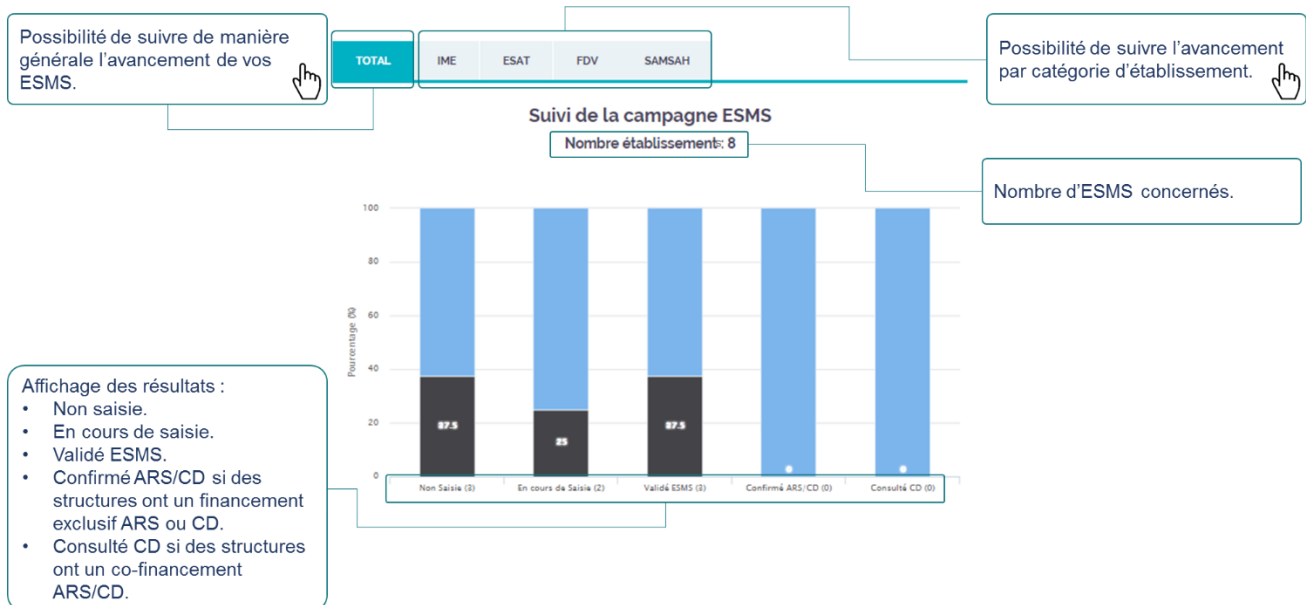 Possibilité de suivre de manière
générale l'avancement de vos
ESMS.
TOTAL IME ESAT FDV SAMSAH
Possibilité de suivre l'avancement
par catégorie d'établissement.
Suivi de la campagne ESMS
Nombre établissements: 8
Nombre d'ESMS concernés.
Pourcentage (%)
100
80
60
40
20
0
87.5
25
87.5
0
0
Non Saisie (3)
En cours de Saisie (2)
Validé ESMS (3)
Confirmé ARS/CD (0)
Consulté CD (0)
Affichage des résultats :
• Non saisie.
• En cours de saisie.
• Validé ESMS.
• Confirmé ARS/CD si des
structures ont un financement
exclusif ARS ou CD.
• Consulté CD si des structures
ont un co-financement
ARS/CD.